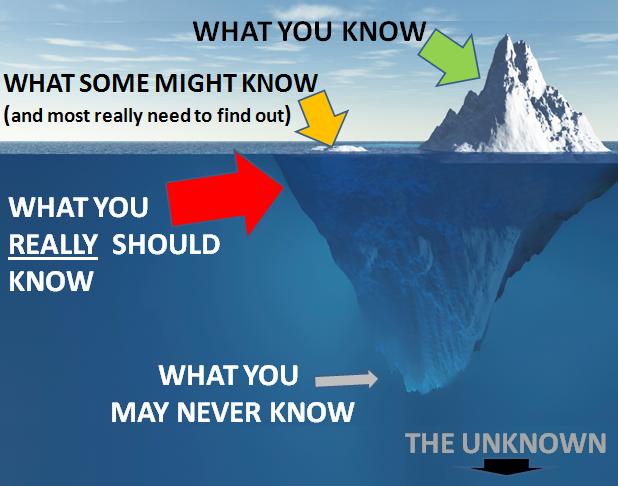 WHAT YOU KNOW
WHAT SOME MIGHT KNOW
(and most really need to find out)
WHAT YOU
REALLY SHOULD
KNOW
WHAT YOU
MAY NEVER KNOW
THE UNKNOWN